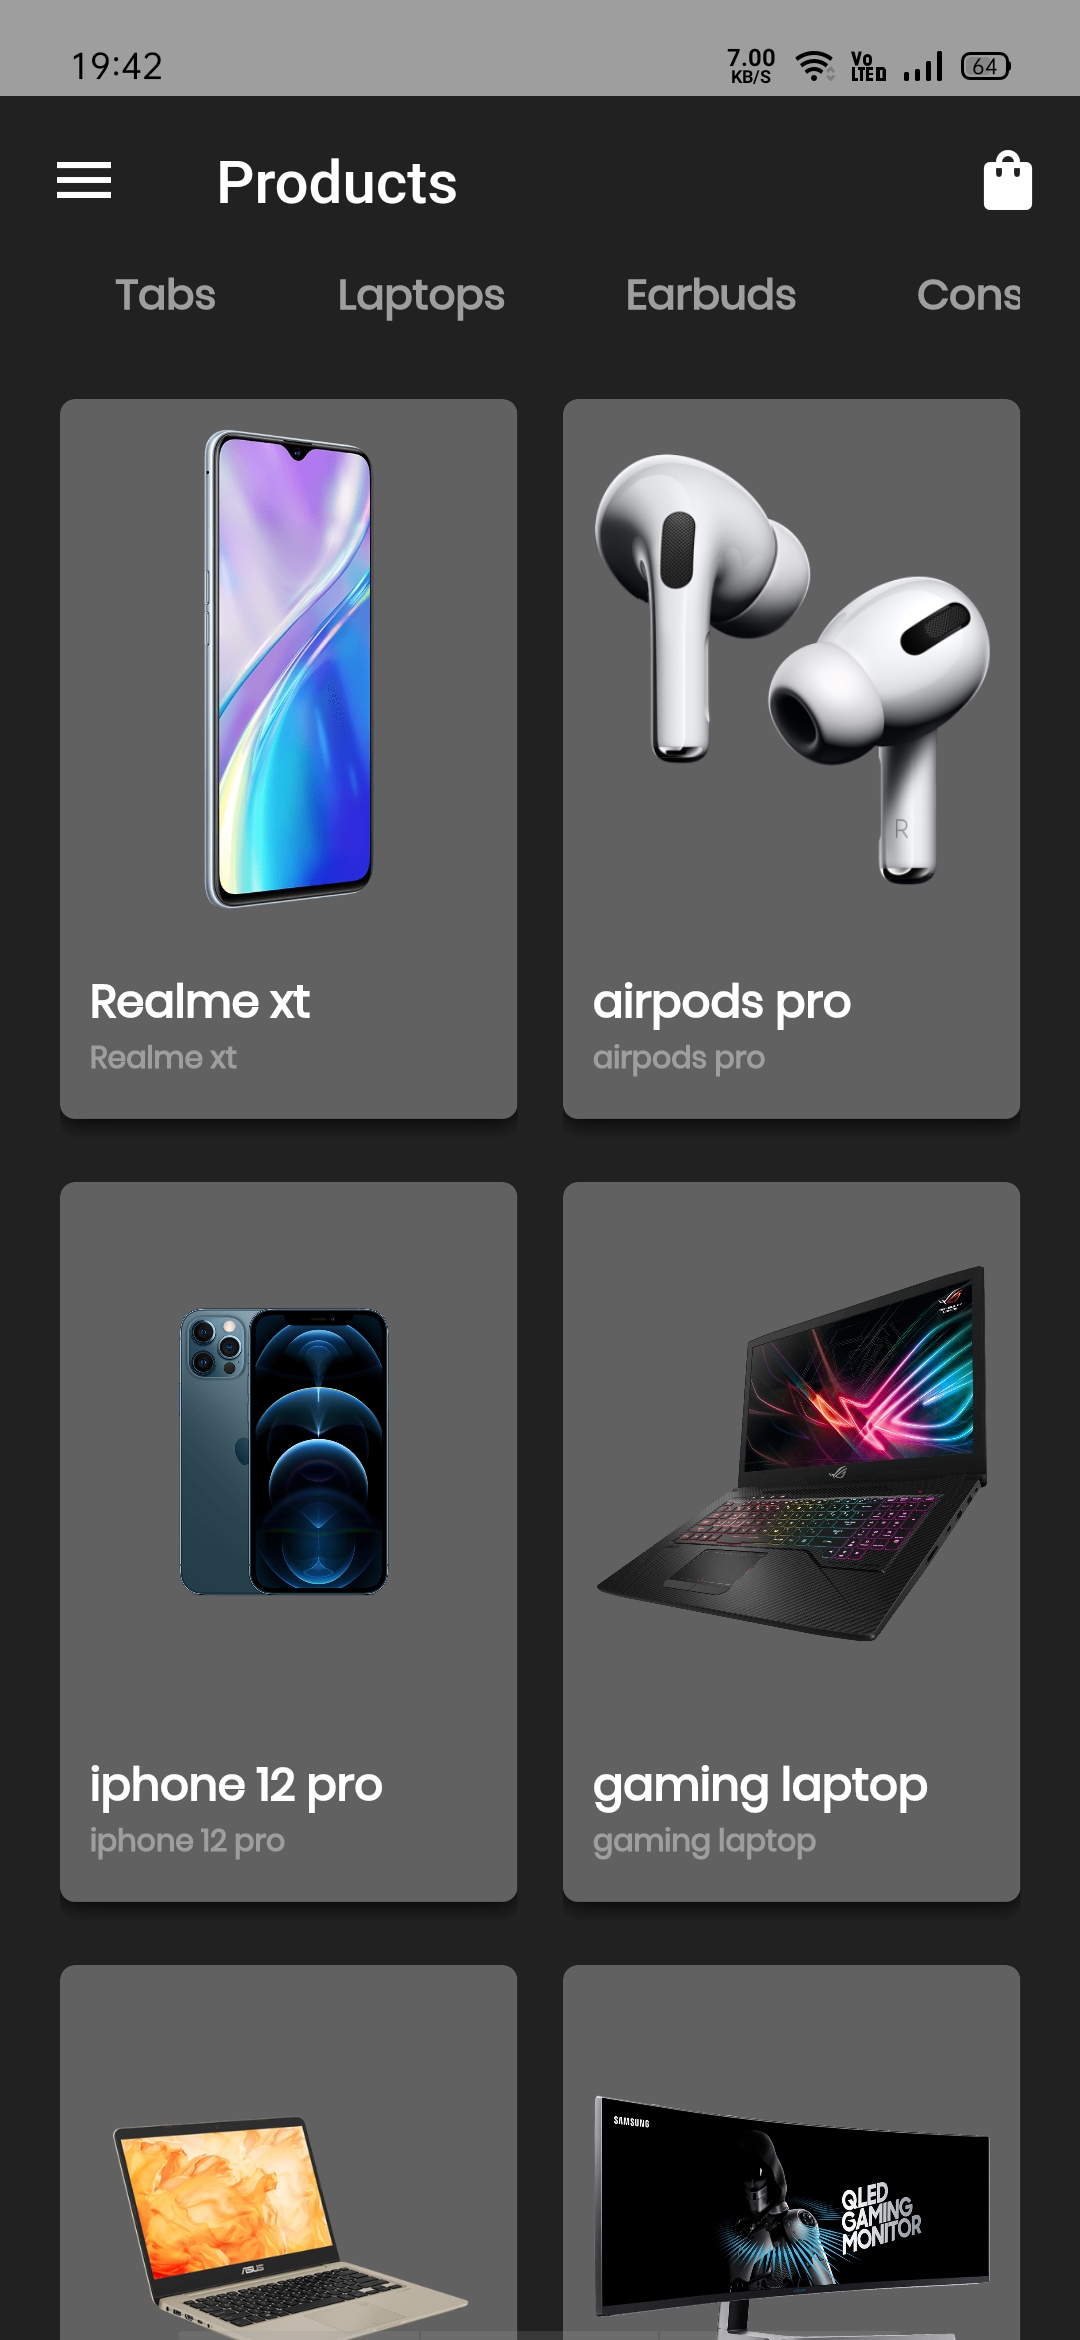 19:42
7.00
KB/S
Vo
LTE
64
Products
Tabs Laptops Earbuds Cons
R
Realme xt
Realme xt
airpods pro
airpods pro
iphone 12 pro
iphone 12 pro
gaming laptop
gaming laptop
ASUS
SAMSUNG
QLED
GAMING
MONITOR